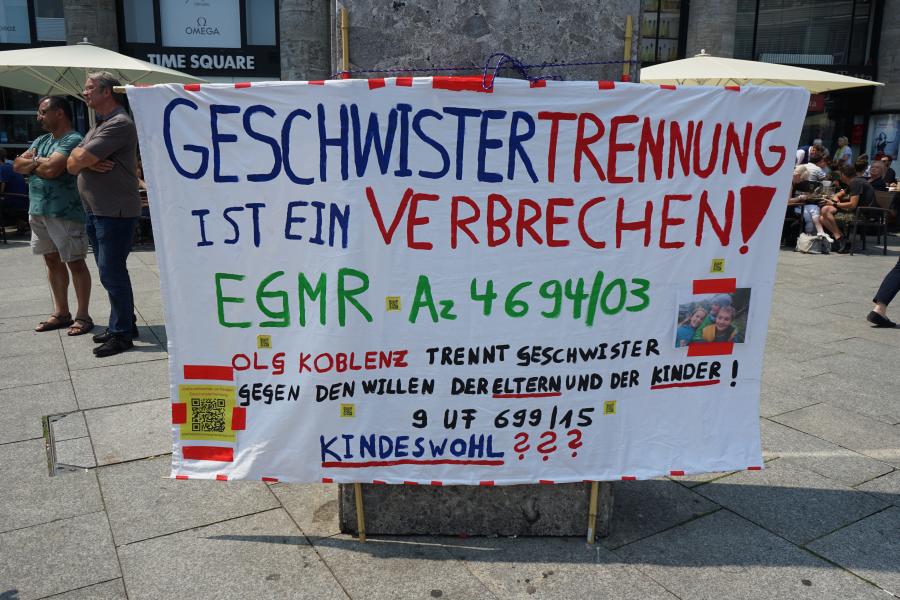 OMEGA
TIME SQUARE
GESCHWISTERTRENNUNG
IST EIN VERBRECHEN!
EGMR Az 4694/03
OLG KOBLENZ TRENNT GESCHWISTER
GEGEN DEN WILLEN DER ELTERN UND DER KINDER!
9 UF 699/15
KINDESWOHL ???